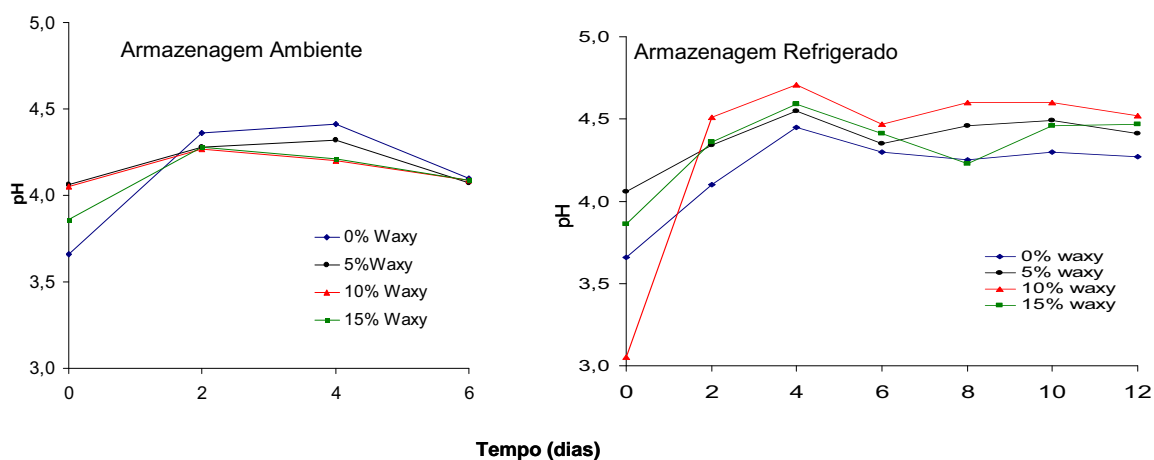 Armazenagem Ambiente
5,0
4,5
4,0
3,5
3,0
pH
0 2 4 6
0% Waxy
5%Waxy
10% Waxy
15% Waxy
Armazenagem Refrigerado
5,0
4,5
4,0
3,5
3,0
pH
0 2 4 6 8 10 12
0% waxy
5% waxy
10% waxy
15% waxy
Tempo (dias)